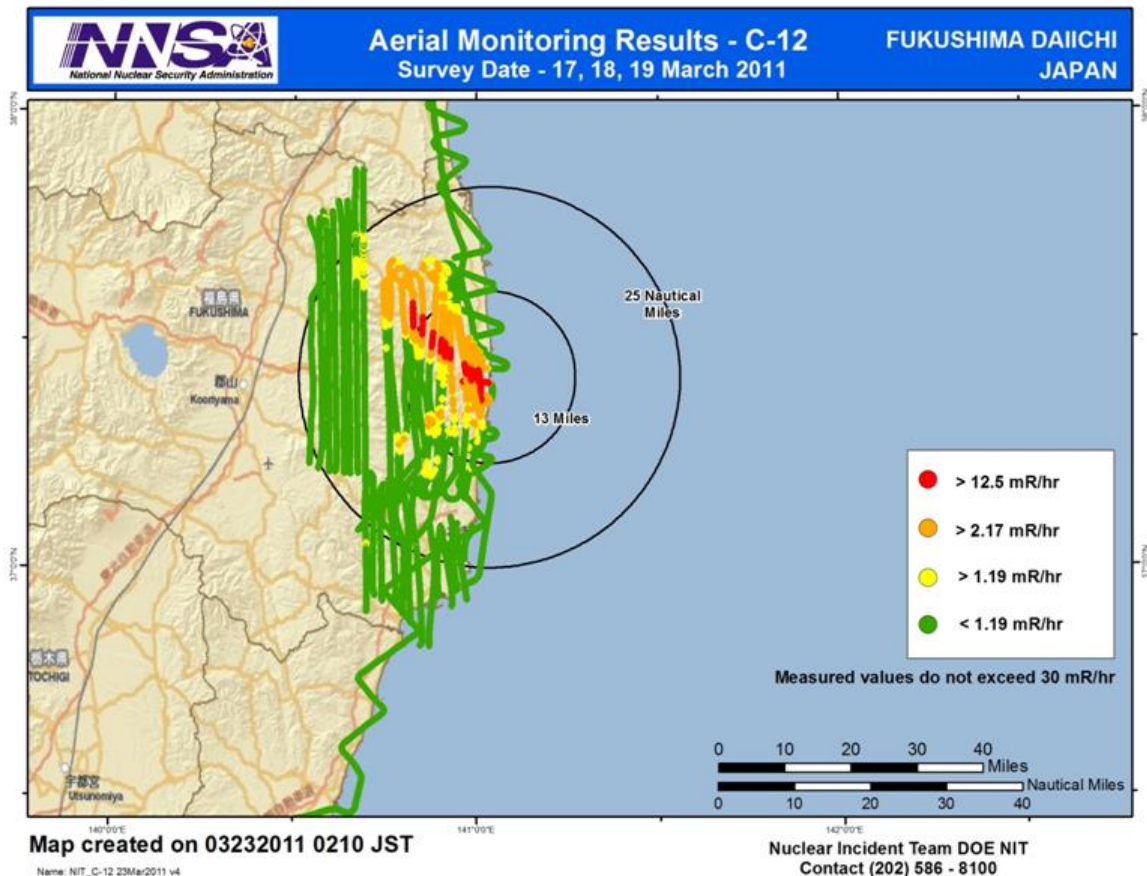 NNSA
National Nuclear Security Administration
Aerial Monitoring Results - C-12
Survey Date - 17, 18, 19 March 2011
FUKUSHIMA DAIICHI
JAPAN
25 Nautical
Miles
福島県
FUKUSHIMA
郡山
Kooriyama
13 Miles
> 12.5 mR/hr
> 2.17 mR/hr
> 1.19 mR/hr
< 1.19 mR/hr
Measured values do not exceed 30 mR/hr
37°0'0"N
栃木県
TOCHIGI
宇都宮
Utsunomiya
0 10 20 30 40
Miles
Nautical Miles
0 10 20 30 40
140°0'0"E
141°0'0"E
142°0'0"E
Map created on 03232011 0210 JST
Name: NIT_C-12 23Mar2011 v4
Nuclear Incident Team DOE NIT
Contact (202) 586 - 8100